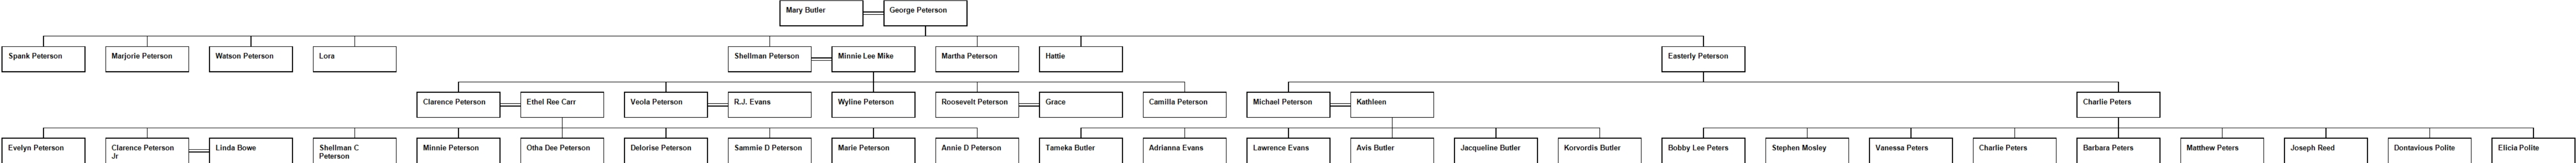 Mary Butler
George Peterson
Spank Peterson
Marjorie Peterson
Watson Peterson
Lora
Shellman Peterson
Minnie Lee Mike
Martha Peterson
Hattie
Easterly Peterson
Clarence Peterson
Ethel Ree Carr
Veola Peterson
R.J. Evans
Wyline Peterson
Roosevelt Peterson
Grace
Camilla Peterson
Michael Peterson
Kathleen
Charlie Peters
Evelyn Peterson
Clarence Peterson
Jr
Linda Bowe
Shellman C
Peterson
Minnie Peterson
Otha Dee Peterson
Delorise Peterson
Sammie D Peterson
Marie Peterson
Annie D Peterson
Tameka Butler
Adrianna Evans
Lawrence Evans
Avis Butler
Jacqueline Butler
Korvordis Butler
Bobby Lee Peters
Stephen Mosley
Vanessa Peters
Charlie Peters
Barbara Peters
Matthew Peters
Joseph Reed
Dontavious Polite
Elicia Polite